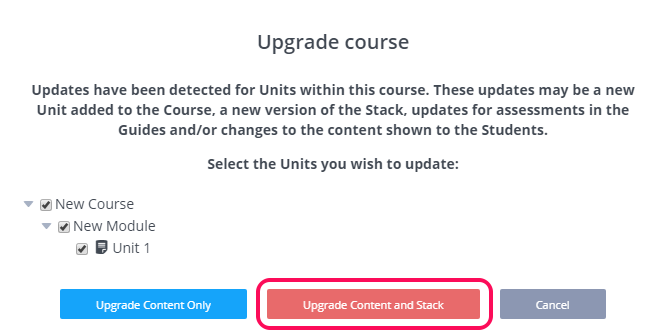 Upgrade course
Updates have been detected for Units within this course. These updates may be a new
Unit added to the Course, a new version of the Stack, updates for assessments in the
Guides and/or changes to the content shown to the Students.
Select the Units you wish to update:
New Course
New Module
Unit 1
Upgrade Content Only
Upgrade Content and Stack
Cancel